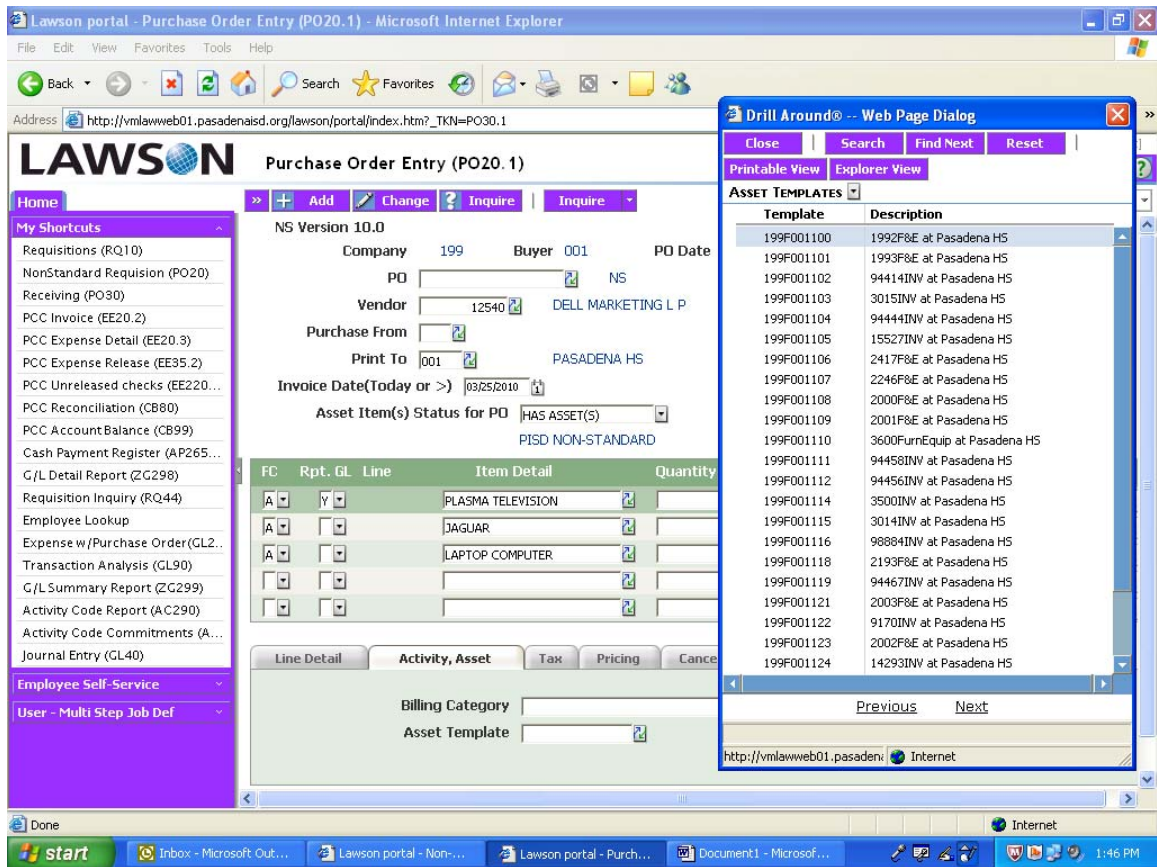 Lawson portal - Purchase Order Entry (PO20.1) - Microsoft Internet Explorer
File Edit View Favorites Tools Help
Back Search Favorites
Address http://vmlawweb01.pasadenaisd.org/lawson/portal/index.htm?_TKN=PO30.1
LAWSON Purchase Order Entry (PO20.1)
Home
My Shortcuts
Requisitions (RQ10)
NonStandard Requision (PO20)
Receiving (PO30)
PCC Invoice (EE20.2)
PCC Expense Detail (EE20.3)
PCC Expense Release (EE35.2)
PCC Unreleased checks (EE220...
PCC Reconciliation (CB80)
PCC AccountBalance (CB99)
Cash Payment Register (AP265...
G/L Detail Report (ZG298)
Requisition Inquiry (RQ44)
Employee Lookup
Expense w/Purchase Order(GL2..
Transaction Analysis (GL90)
G/L Summary Report (ZG299)
Activity Code Report (AC290)
Activity Code Commitments (A...
Journal Entry (GL40)
Employee Self-Service
User - Multi Step Job Def
» Add Change Inquire Inquire
NS Version 10.0
Company 199 Buyer 001 PO Date
PO NS
Vendor 12540 DELL MARKETING L P
Purchase From
Print To 001 PASADENA HS
Invoice Date(Today or >) 03/25/2010 1
Asset Item(s) Status for PO HAS ASSET(S)
PISD NON-STANDARD
FC Rpt. GL Line Item Detail Quantity
A Y PLASMA TELEVISION
A JAGUAR
A LAPTOP COMPUTER
Line Detail Activity, Asset Tax Pricing Cance
Billing Category
Asset Template
Drill Around® -- Web Page Dialog
Close Search Find Next Reset
Printable View Explorer View
ASSET TEMPLATES
Template Description
199F001100 1992F&E at Pasadena HS
199F001101 1993F&E at Pasadena HS
199F001102 94414INV at Pasadena HS
199F001103 3015INV at Pasadena HS
199F001104 94444INV at Pasadena HS
199F001105 15527INV at Pasadena HS
199F001106 2417F&E at Pasadena HS
199F001107 2246F&E at Pasadena HS
199F001108 2000F&E at Pasadena HS
199F001109 2001F&E at Pasadena HS
199F001110 3600FurnEquip at Pasadena HS
199F001111 94458INV at Pasadena HS
199F001112 94456INV at Pasadena HS
199F001114 3500INV at Pasadena HS
199F001115 3014INV at Pasadena HS
199F001116 98884INV at Pasadena HS
199F001118 2193F&E at Pasadena HS
199F001119 94467INV at Pasadena HS
199F001121 2003F&E at Pasadena HS
199F001122 9170INV at Pasadena HS
199F001123 2002F&E at Pasadena HS
199F001124 14293INV at Pasadena HS
Previous Next
http://vmlawweb01.pasadena Internet
Done Internet
start Inbox - Microsoft Out... Lawson portal - Non-... Lawson portal - Purch... Document1 - Microsof... 1:46 PM